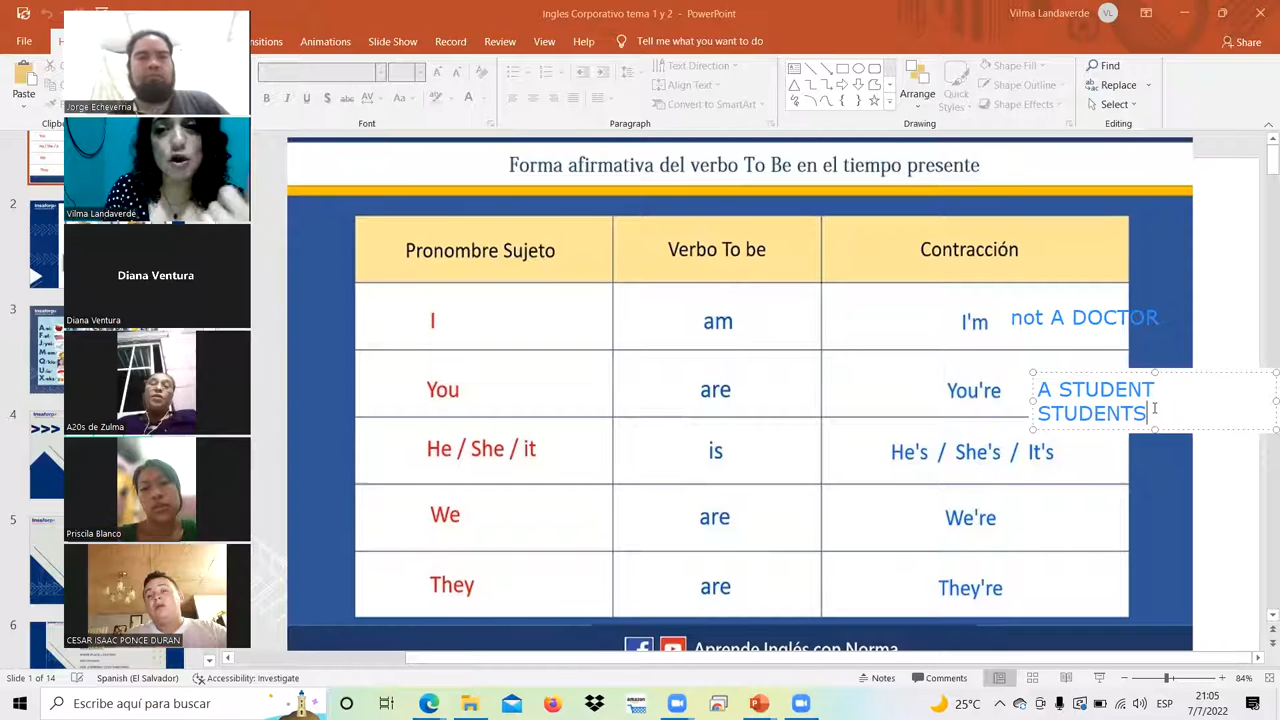 Ingles Corporativo tema 1 y 2 - PowerPoint
Vilma Landaverde VL
sitions Animations Slide Show Record Review View Help Tell me what you want to do Share
Text Direction
Align Text
Convert to SmartArt
Arrange
Quick
Styles
Shape Fill
Shape Outline
Shape Effects
Find
Replace
Select
Clipb
Font
Paragraph
Drawing
Editing
Jorge Echeverria
Vilma Landaverde
Diana Ventura
Diana Ventura
A20s de Zulma
Priscila Blanco
CESAR ISAAC PONCE DURAN
Forma afirmativa del verbo To Be en el tiempo presente
Pronombre Sujeto Verbo To be Contracción
I am I'm not A DOCTOR
You are You're A STUDENT
STUDENTS
He / She / it is He's / She's / It's
We are We're
They are They're
Aprende Inglés con Norma
Slide 1 of 14 Spanish (El Salvador) Accessibility: Investigate Notes Comments 84%
Escribe aquí para buscar
25°C ESP 21:05
7/7/2022